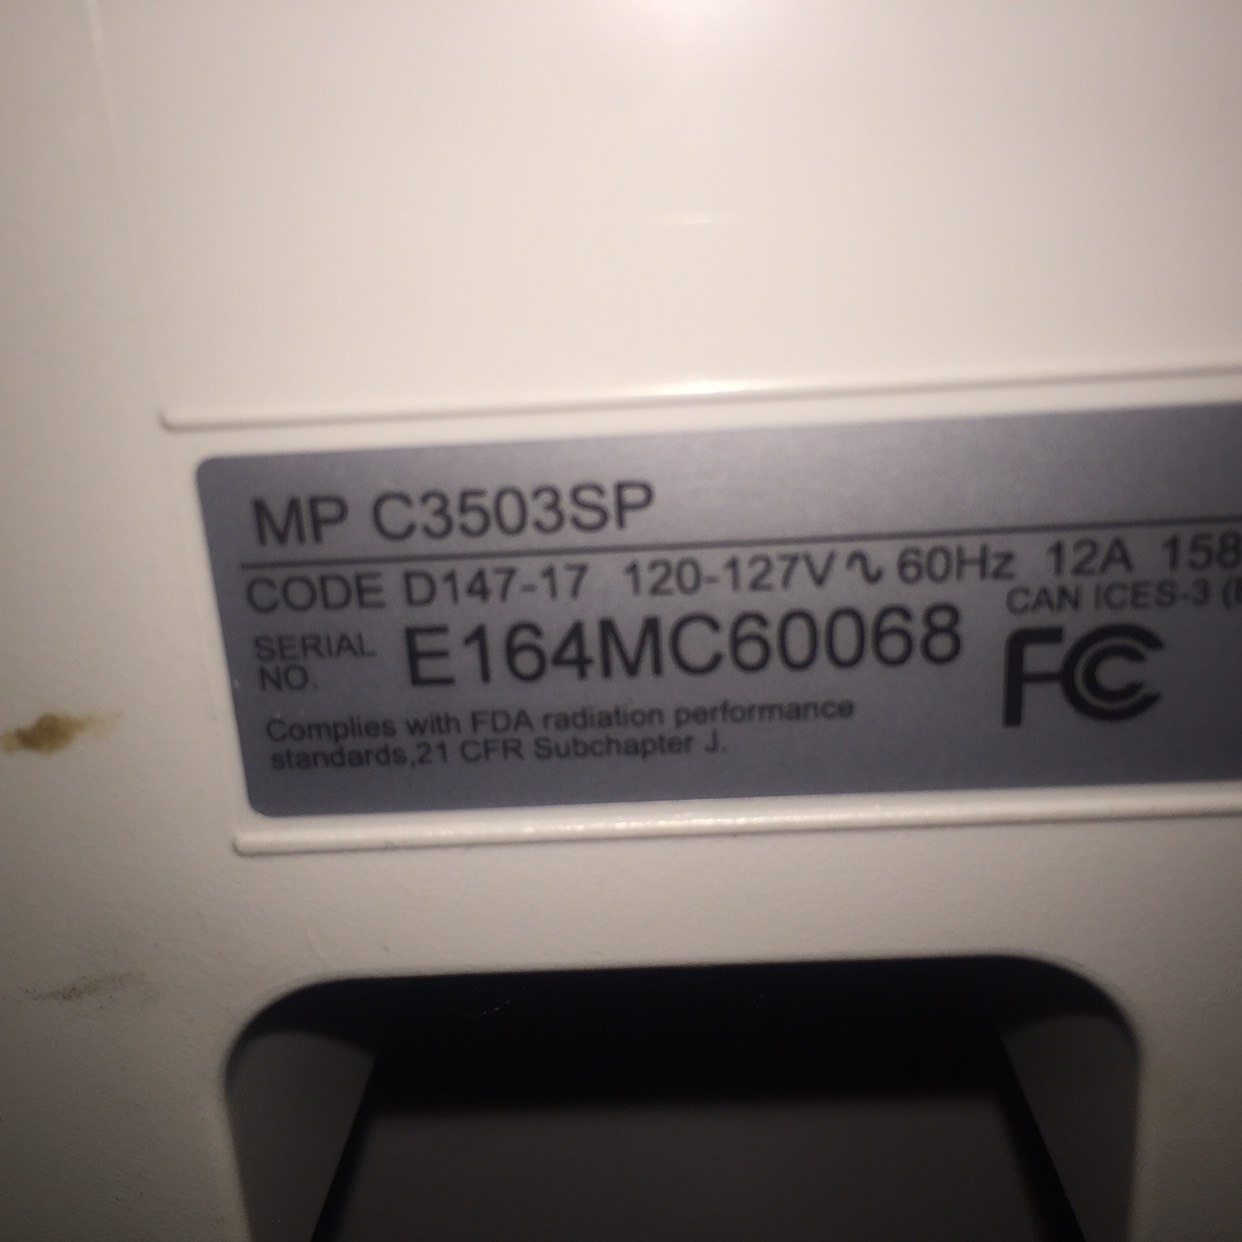 MP C3503SP
CODE D147-17 120-127V∿60Hz 12A 158
CAN ICES-3 (
SERIAL NO. E164MC60068
FC
Complies with FDA radiation performance
standards,21 CFR Subchapter J.